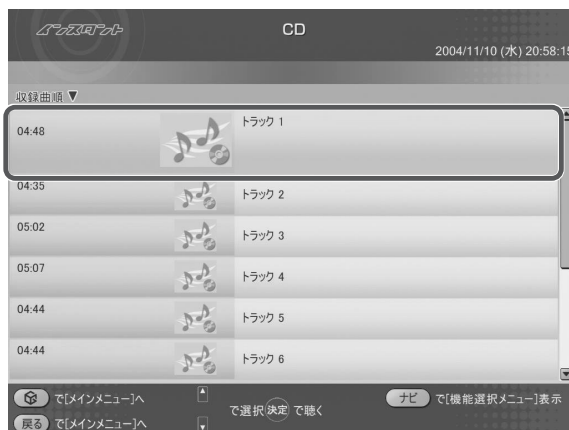 インスタント
CD
2004/11/10 (水) 20:58:15
収録曲順 ▼
04:48 トラック 1
04:35 トラック 2
05:02 トラック 3
05:07 トラック 4
04:44 トラック 5
04:44 トラック 6
で[メインメニュー]へ
で選択 決定 で聴く
ナビ で[機能選択メニュー]表示
戻る で[メインメニュー]へ